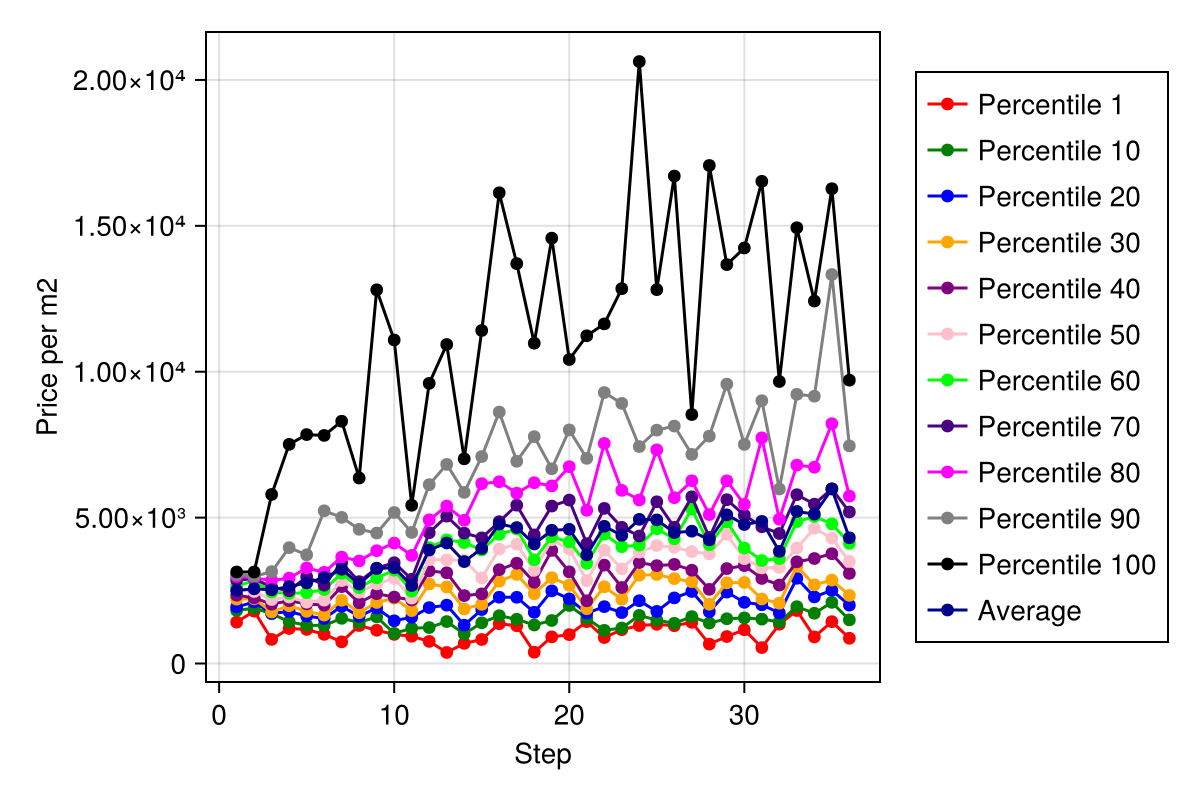 2.00×10⁴
1.50×10⁴
1.00×10⁴
5.00×10³
0
Price per m2
0
10
20
30
Step
Percentile 1
Percentile 10
Percentile 20
Percentile 30
Percentile 40
Percentile 50
Percentile 60
Percentile 70
Percentile 80
Percentile 90
Percentile 100
Average